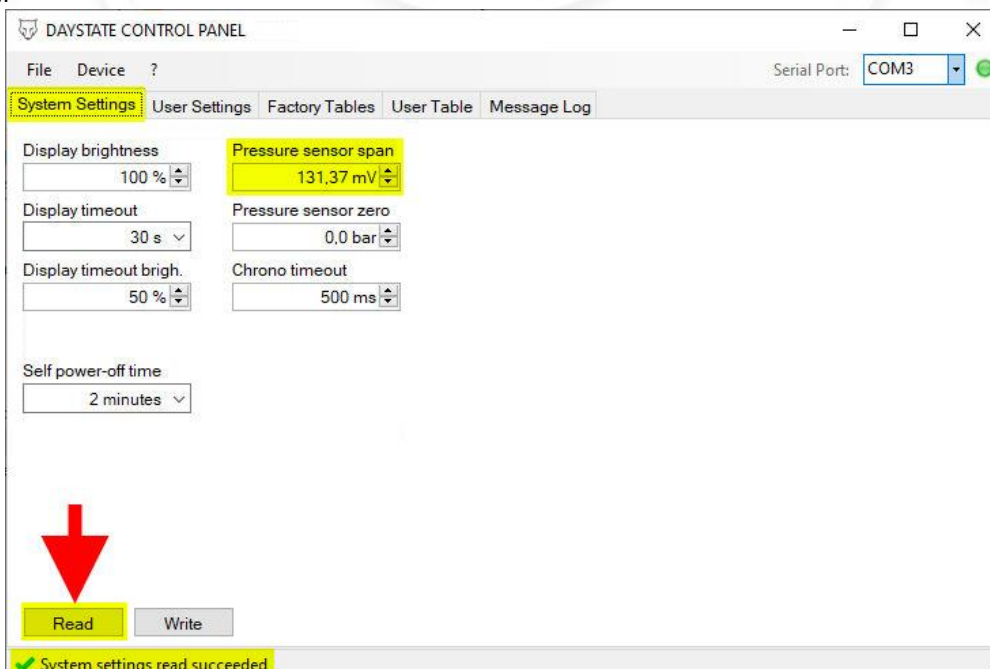 DAYSTATE CONTROL PANEL
File Device ? Serial Port: COM3
System Settings User Settings Factory Tables User Table Message Log
Display brightness Pressure sensor span
100 % 131,37 mV
Display timeout Pressure sensor zero
30 s 0,0 bar
Display timeout brigh. Chrono timeout
50 % 500 ms
Self power-off time
2 minutes
Read Write
System settings read succeeded